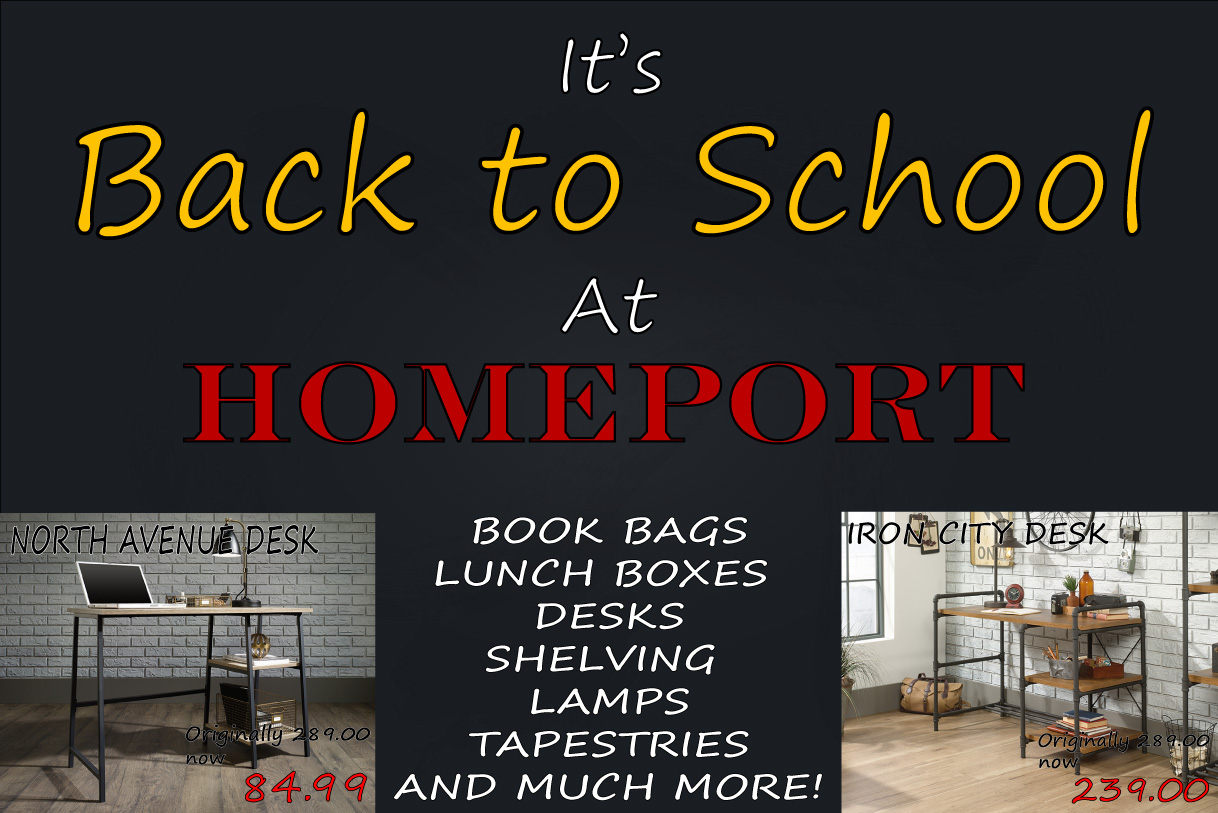 It's
Back to School
At
HOMEPORT
NORTH AVENUE DESK
Originally 289.00
now
84.99
BOOK BAGS
LUNCH BOXES
DESKS
SHELVING
LAMPS
TAPESTRIES
AND MUCH MORE!
IRON CITY DESK
Originally 289.00
now
239.00